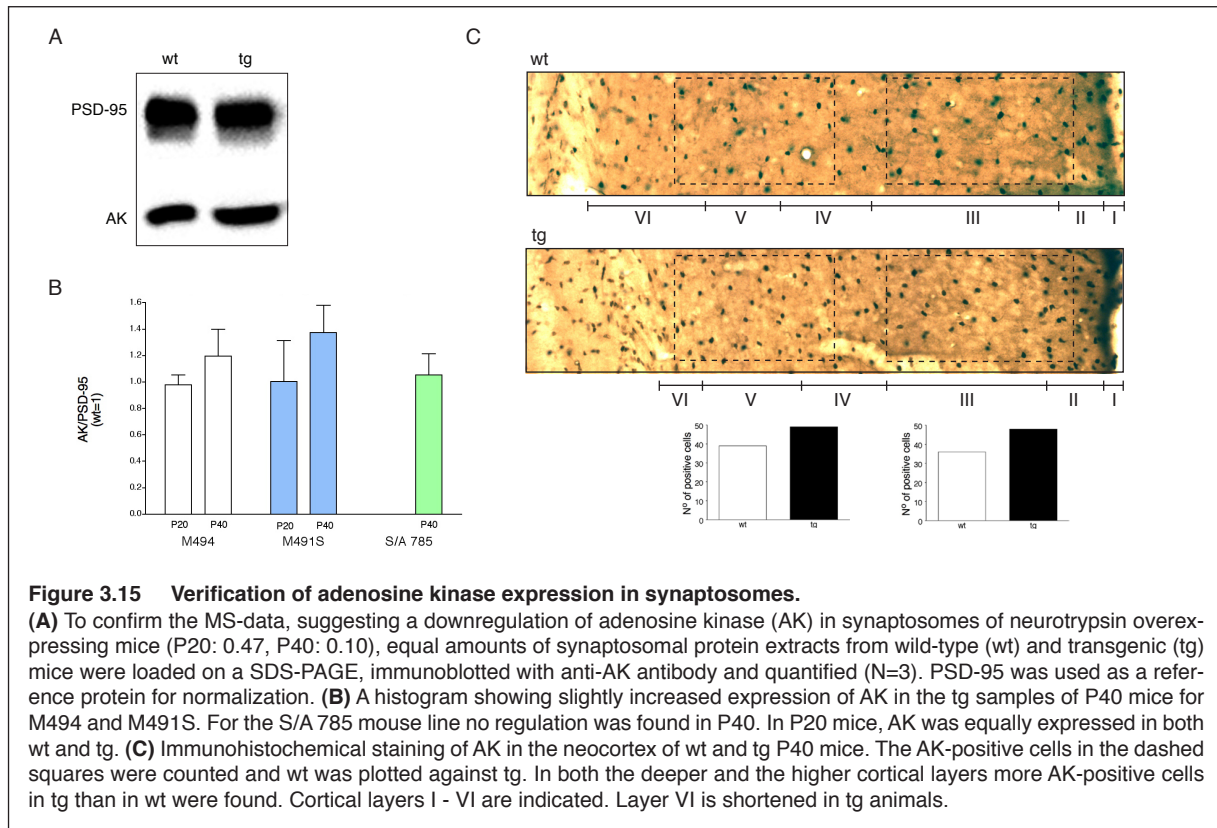 A
wt tg
PSD-95
AK
B
1.6
1.4
1.2
1.0
0.8
0.6
0.4
0.2
0.0
AK/PSD-95
(wt=1)
P20 P40 P20 P40 P40
M494 M491S S/A 785
C
wt
VI V IV III II I
tg
VI V IV III II I
50
40
30
20
10
0
Nº of positive cells
wt tg
50
40
30
20
10
0
Nº of positive cells
wt tg
Figure 3.15 Verification of adenosine kinase expression in synaptosomes.
(A) To confirm the MS-data, suggesting a downregulation of adenosine kinase (AK) in synaptosomes of neurotrypsin overex-
pressing mice (P20: 0.47, P40: 0.10), equal amounts of synaptosomal protein extracts from wild-type (wt) and transgenic (tg)
mice were loaded on a SDS-PAGE, immunoblotted with anti-AK antibody and quantified (N=3). PSD-95 was used as a refer-
ence protein for normalization. (B) A histogram showing slightly increased expression of AK in the tg samples of P40 mice for
M494 and M491S. For the S/A 785 mouse line no regulation was found in P40. In P20 mice, AK was equally expressed in both
wt and tg. (C) Immunohistochemical staining of AK in the neocortex of wt and tg P40 mice. The AK-positive cells in the dashed
squares were counted and wt was plotted against tg. In both the deeper and the higher cortical layers more AK-positive cells
in tg than in wt were found. Cortical layers I - VI are indicated. Layer VI is shortened in tg animals.